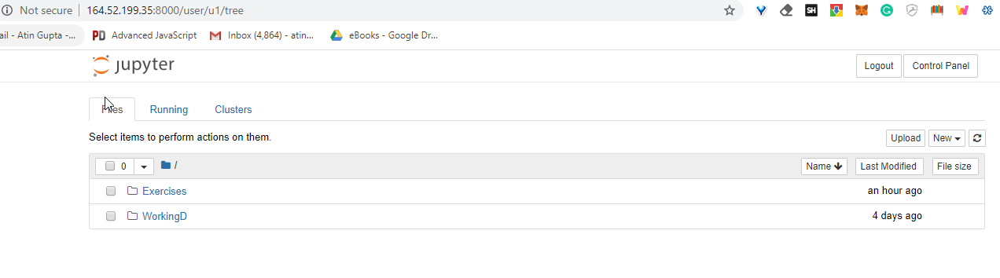 Not secure 164.52.199.35:8000/user/u1/tree SH G
ail - Atin Gupta -... PD Advanced JavaScript Inbox (4,864) - atin... eBooks - Google Dr...
jupyter Logout Control Panel
Files Running Clusters
Select items to perform actions on them. Upload New
0 / Name Last Modified File size
Exercises an hour ago
WorkingD 4 days ago